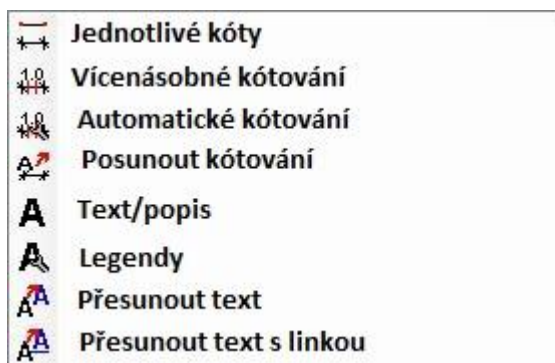 Jednotlivé kóty
Vícenásobné kótování
Automatické kótování
Posunout kótování
Text/popis
Legendy
Přesunout text
Přesunout text s linkou